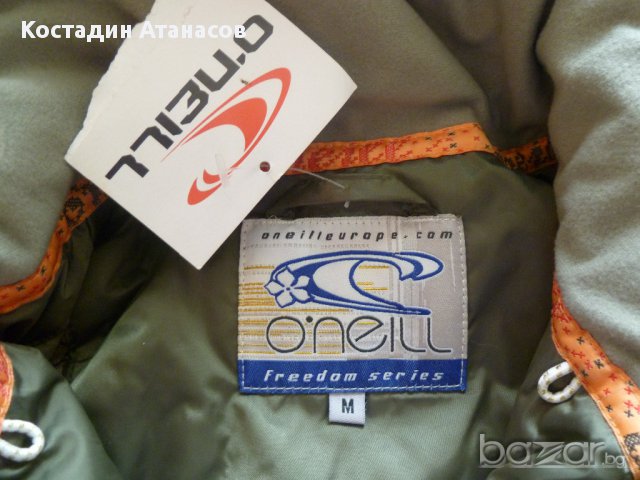 Костадин Атанасов
O'NEILL
oneilleurope.com
O'NEILL
Freedom series
M
bazar.bg